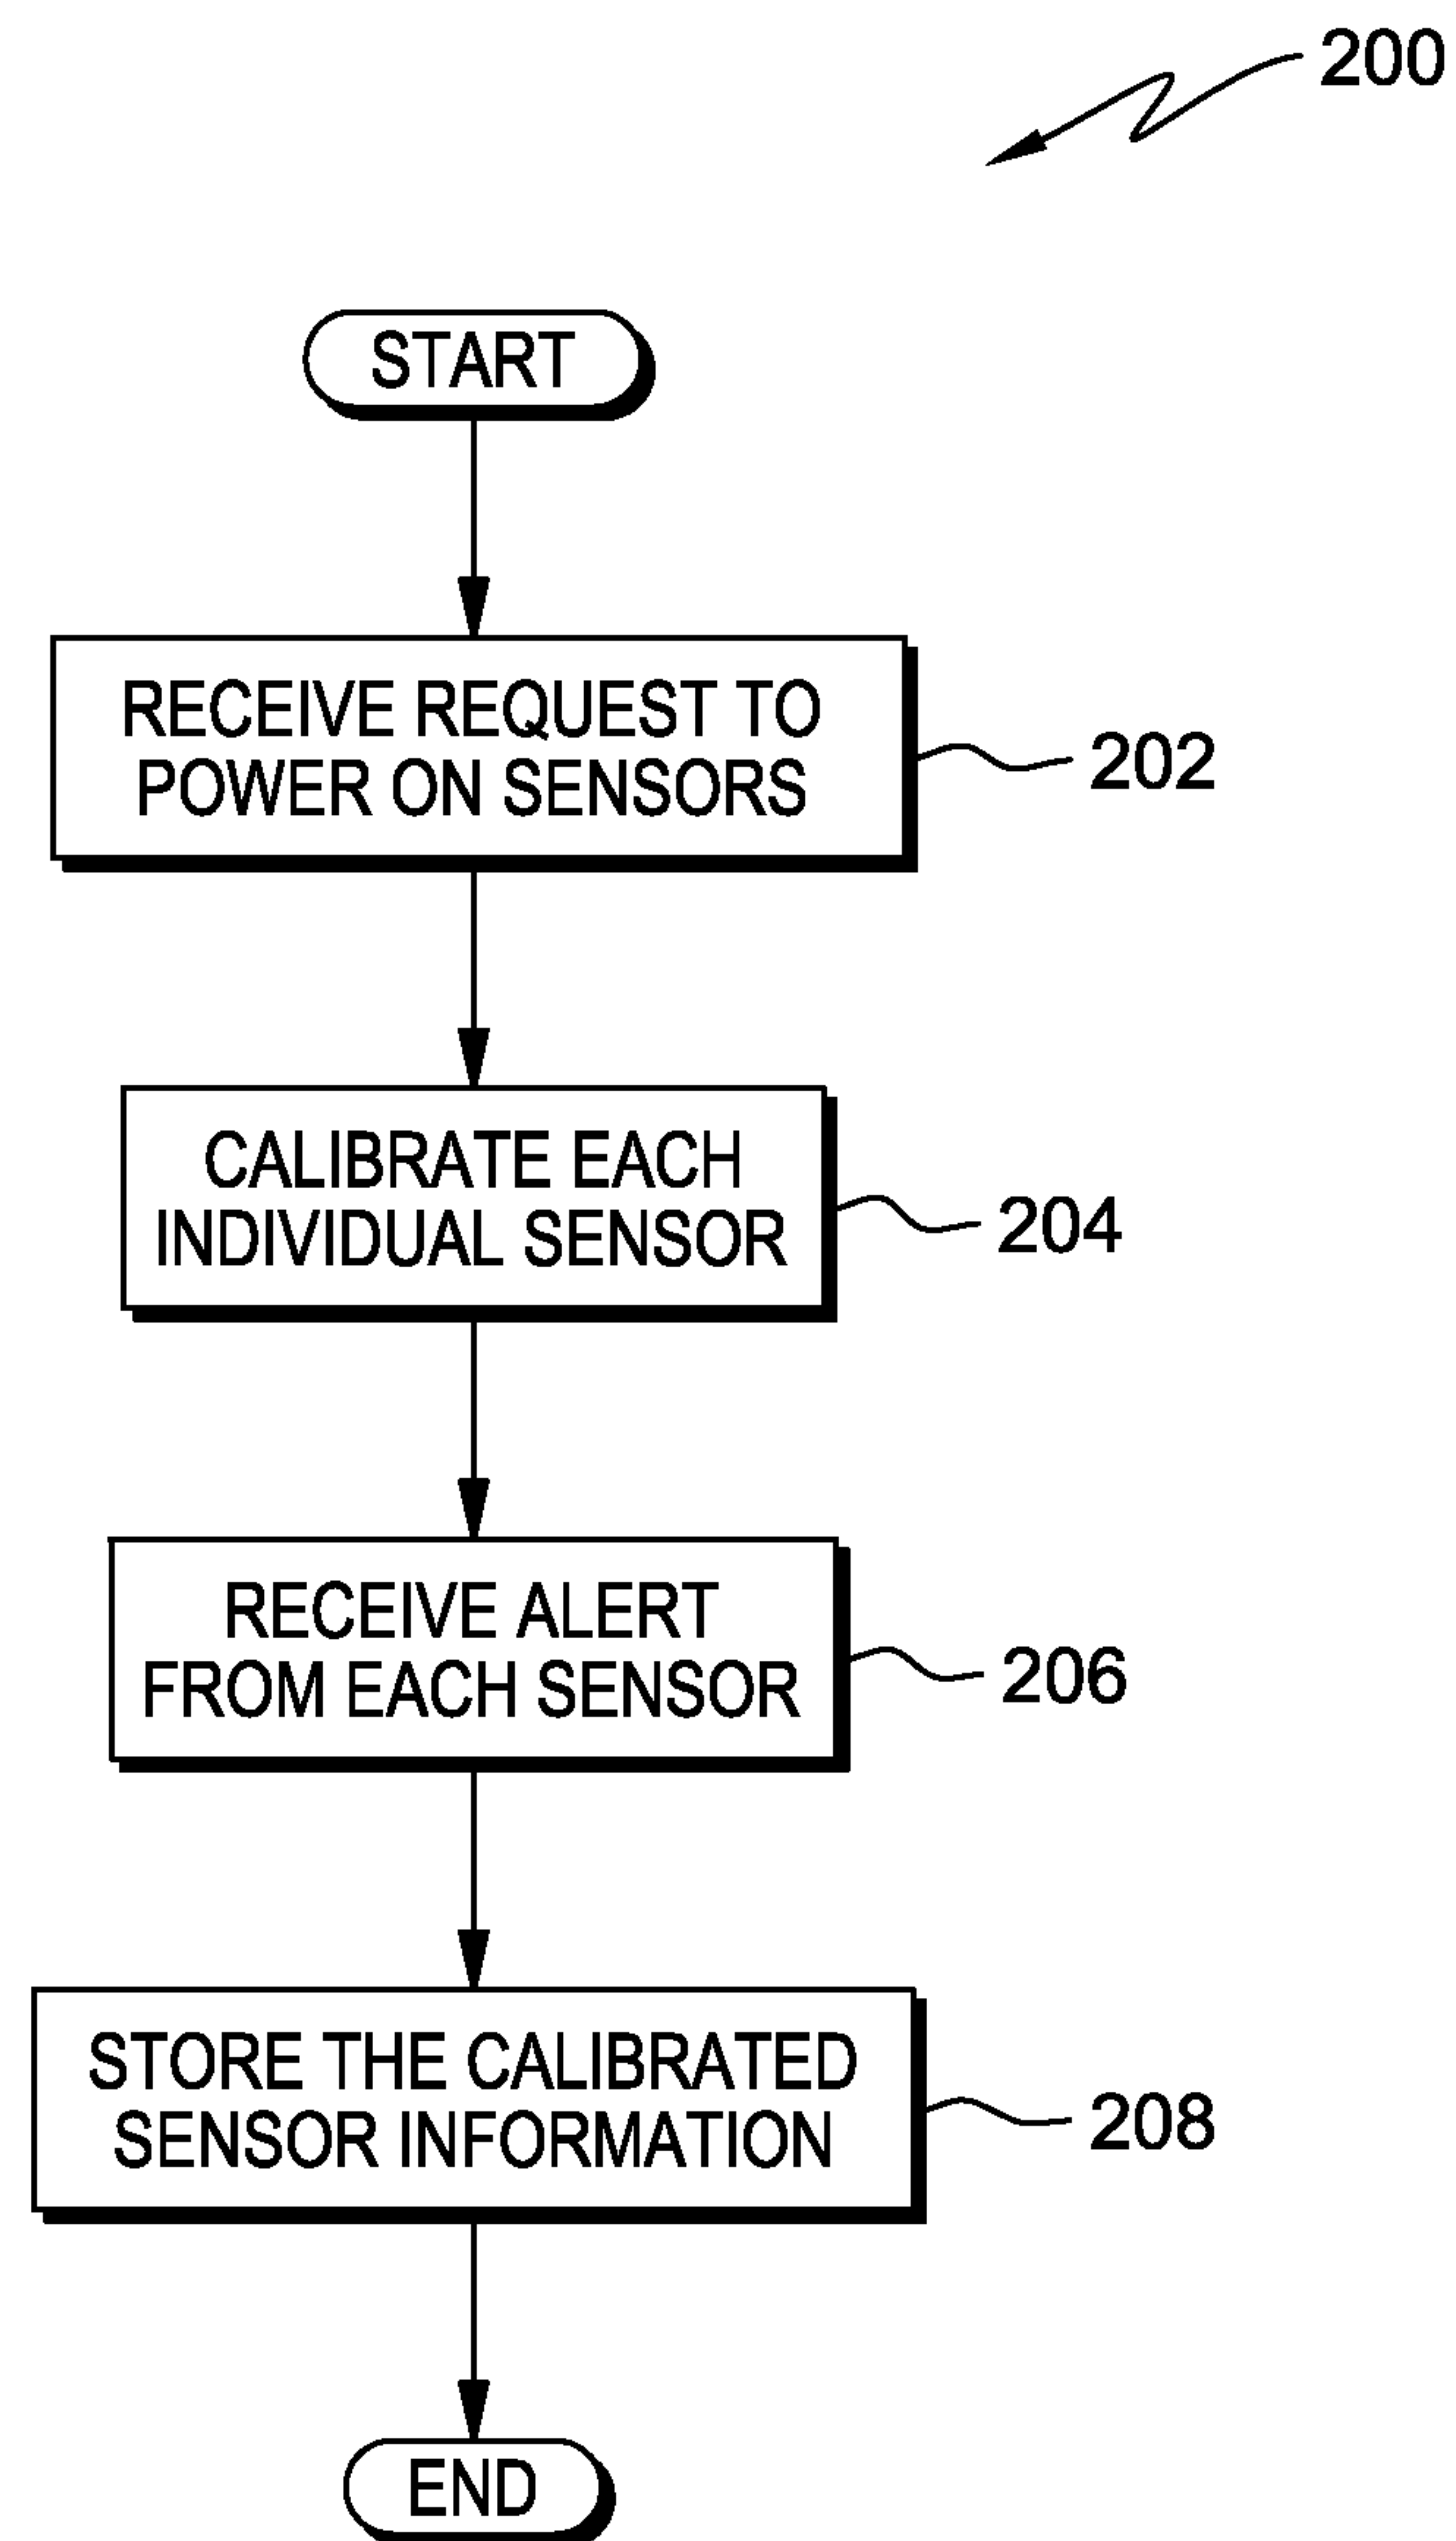 200
START
RECEIVE REQUEST TO
POWER ON SENSORS
202
CALIBRATE EACH
INDIVIDUAL SENSOR
204
RECEIVE ALERT
FROM EACH SENSOR
206
STORE THE CALIBRATED
SENSOR INFORMATION
208
END